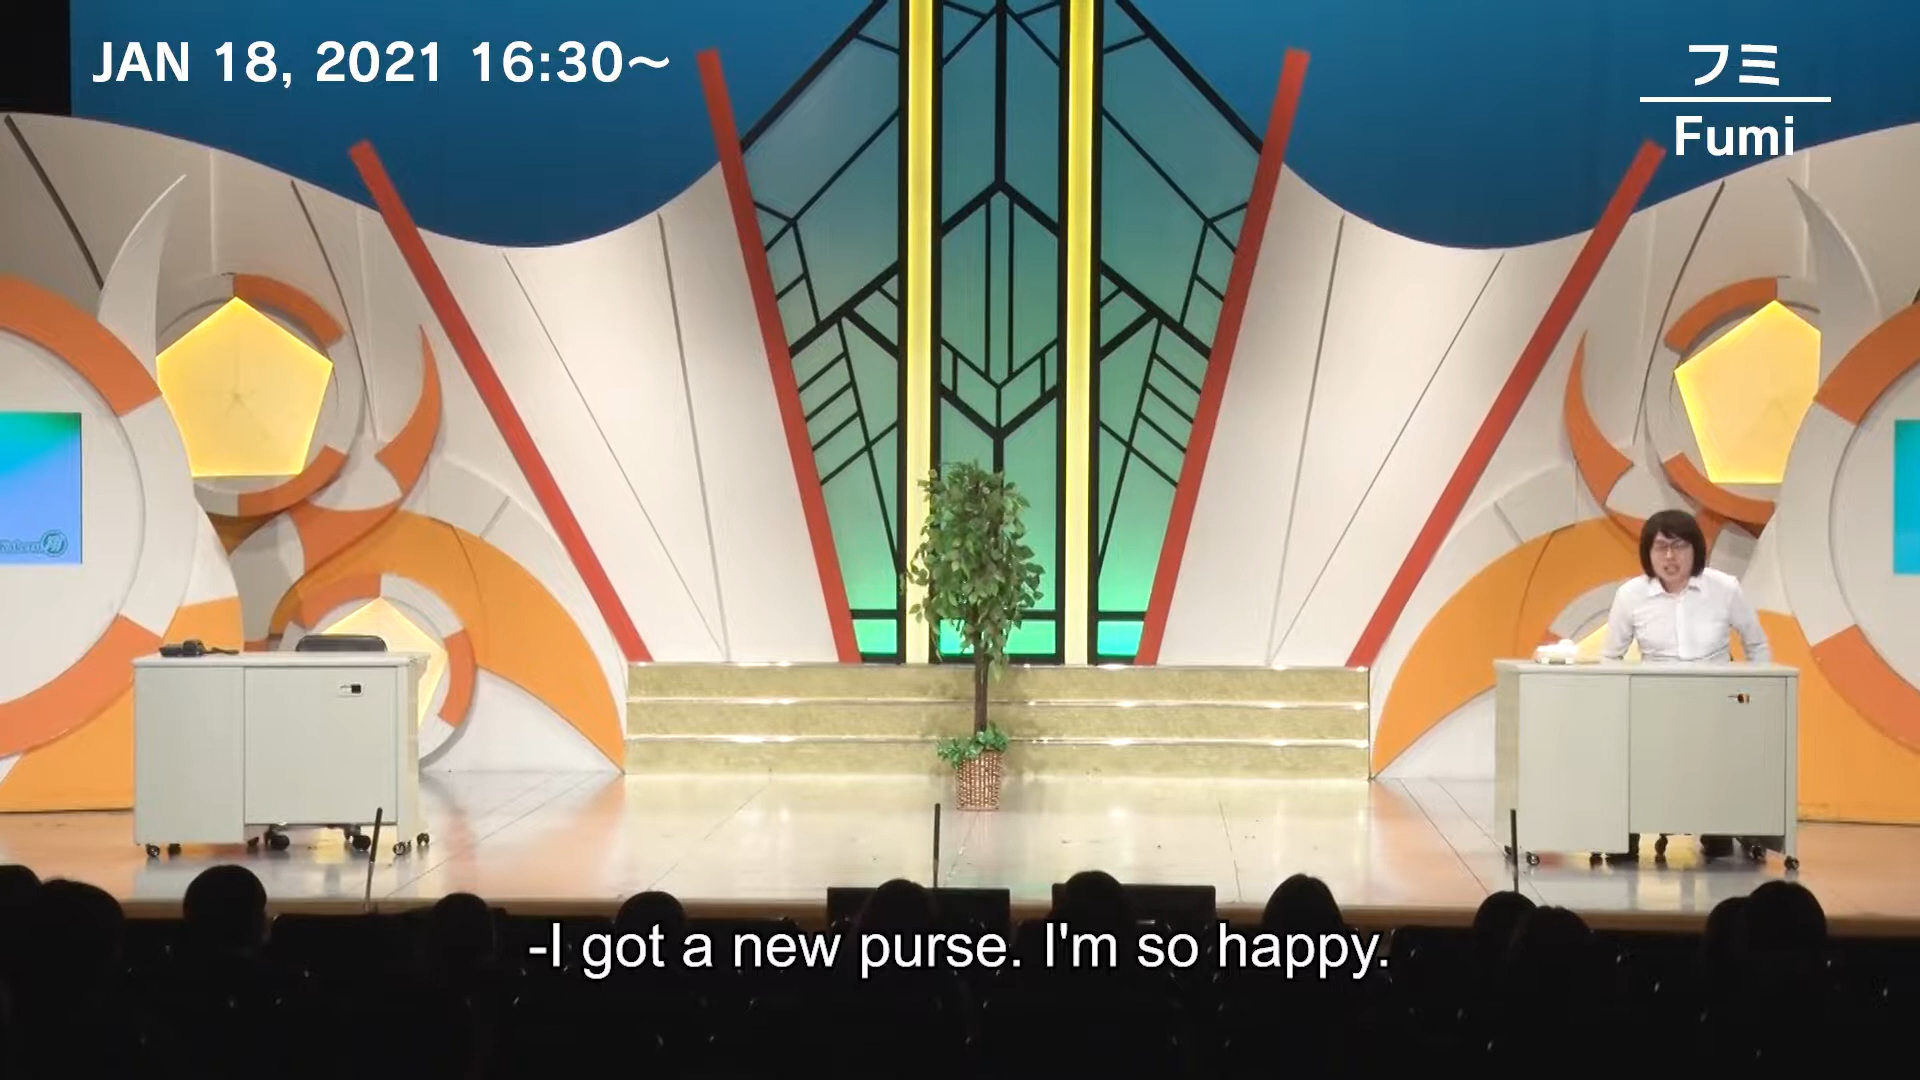 JAN 18, 2021 16:30～
フミ
Fumi
-I got a new purse. I'm so happy.